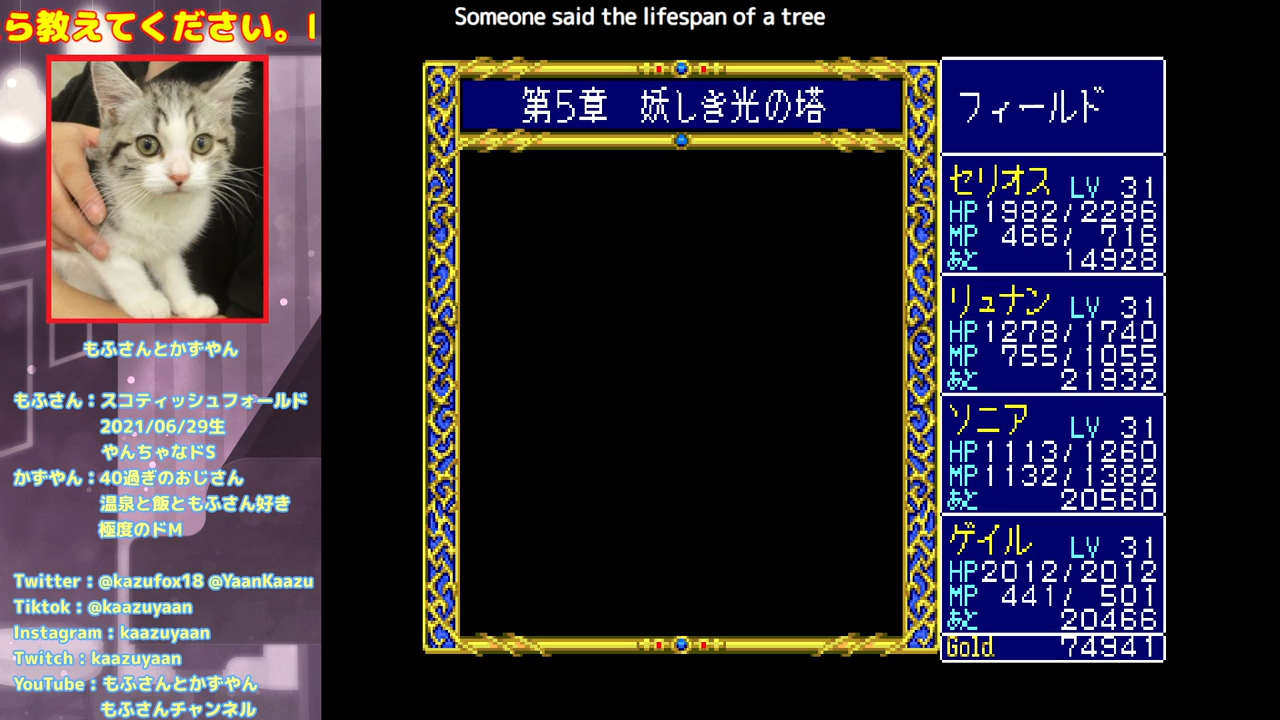 ら教えてください。
もふさんとかずやん
もふさん：スコティッシュフォールド
2021/06/29生
やんちゃなドS
かずやん：40過ぎのおじさん
温泉と飯ともふさん好き
極度のドM
Twitter：@kazufox18 @YaanKaazu
Tiktok：@kaazuyaan
Instagram：kaazuyaan
Twitch：kaazuyaan
YouTube：もふさんとかずやん
もふさんチャンネル
Someone said the lifespan of a tree
第5章 妖しき光の塔
フィールド
セリオス LV 31
HP1982/2286
MP 466/ 716
あと 14928
リュナン LV 31
HP1278/1740
MP 755/1055
あと 21932
ソニア LV 31
HP1113/1260
MP1132/1382
あと 20560
ゲイル LV 31
HP2012/2012
MP 441/ 501
あと 20466
Gold 74941